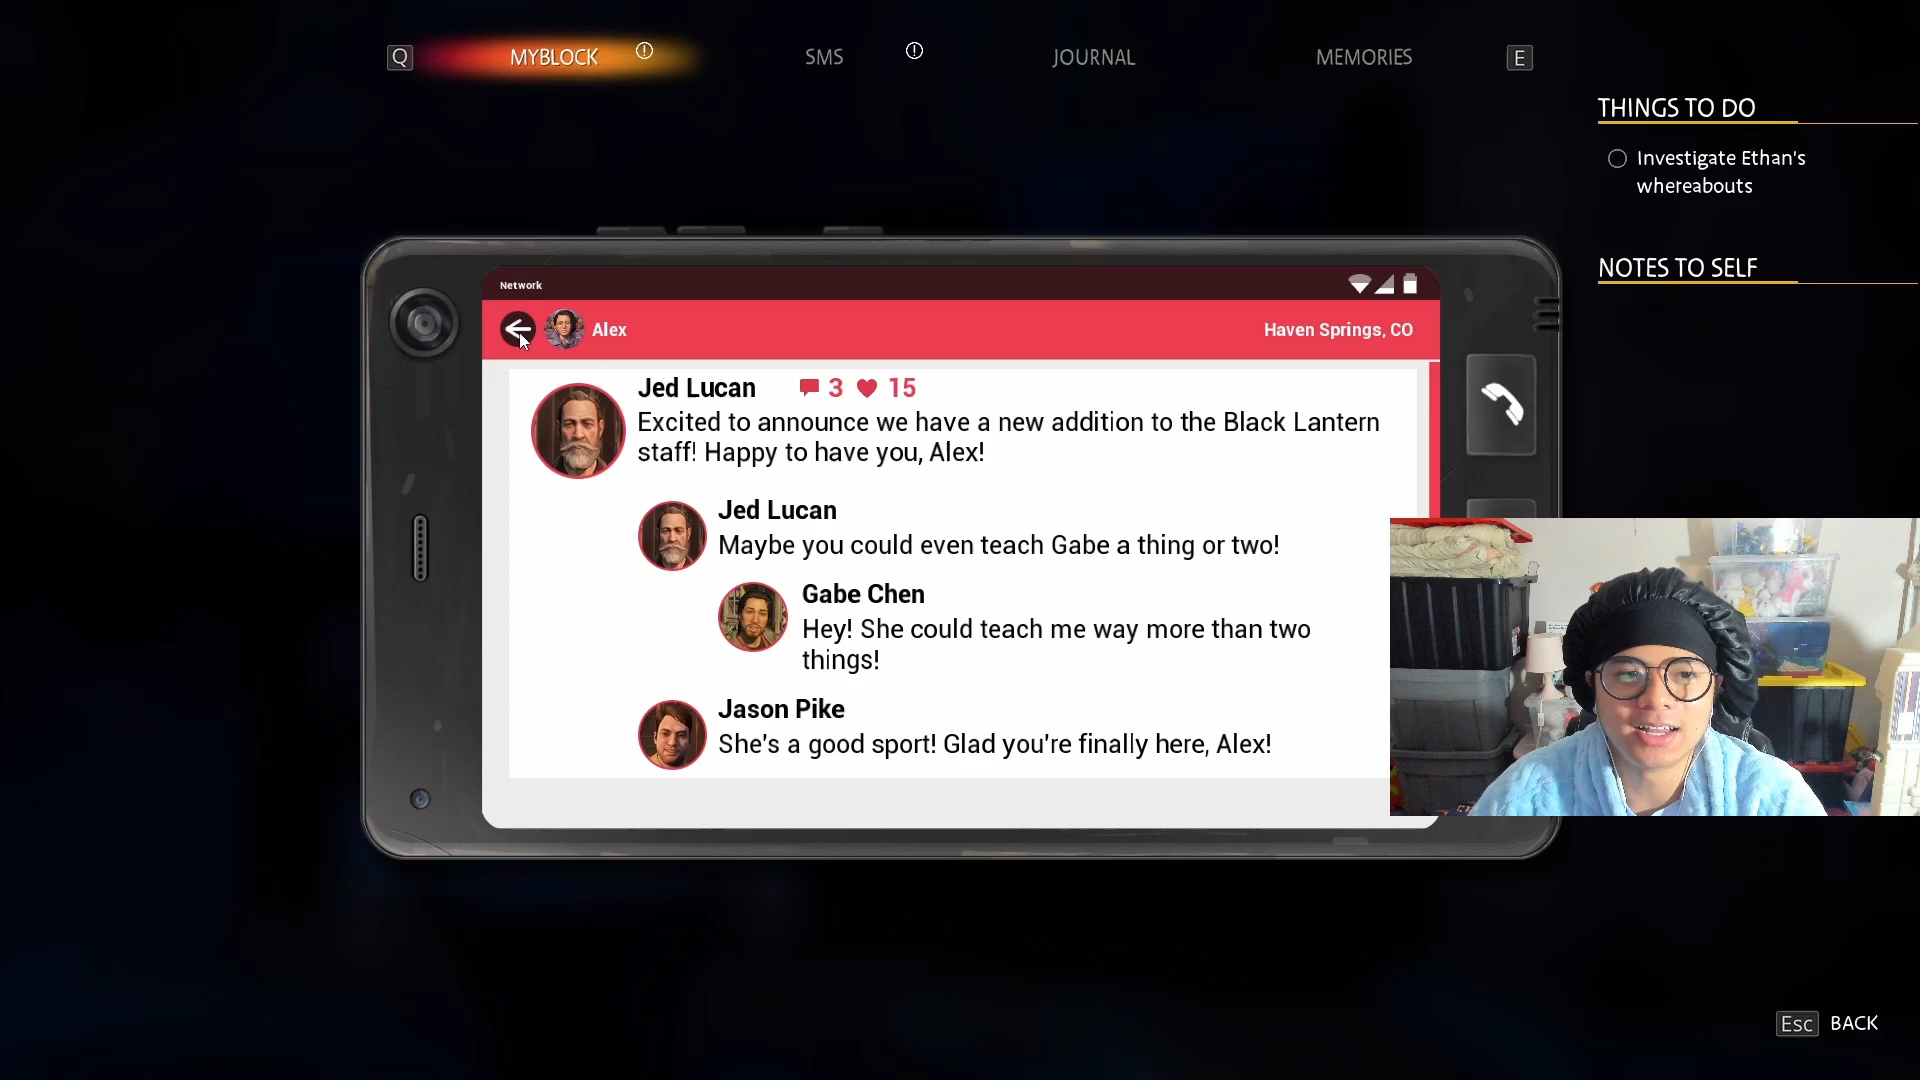 Q MYBLOCK SMS JOURNAL MEMORIES E
THINGS TO DO
Investigate Ethan's
whereabouts
NOTES TO SELF
Network
Alex
Haven Springs, CO
Jed Lucan 3 15
Excited to announce we have a new addition to the Black Lantern
staff! Happy to have you, Alex!
Jed Lucan
Maybe you could even teach Gabe a thing or two!
Gabe Chen
Hey! She could teach me way more than two
things!
Jason Pike
She's a good sport! Glad you're finally here, Alex!
Esc BACK